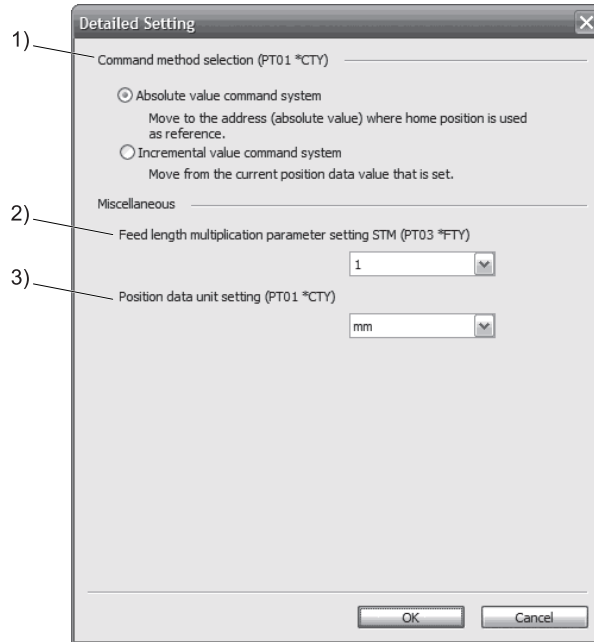 Detailed Setting
1)
Command method selection (PT01 *CTY)
Absolute value command system
Move to the address (absolute value) where home position is used
as reference.
Incremental value command system
Move from the current position data value that is set.
Miscellaneous
2)
Feed length multiplication parameter setting STM (PT03 *FTY)
1
3)
Position data unit setting (PT01 *CTY)
mm
OK
Cancel